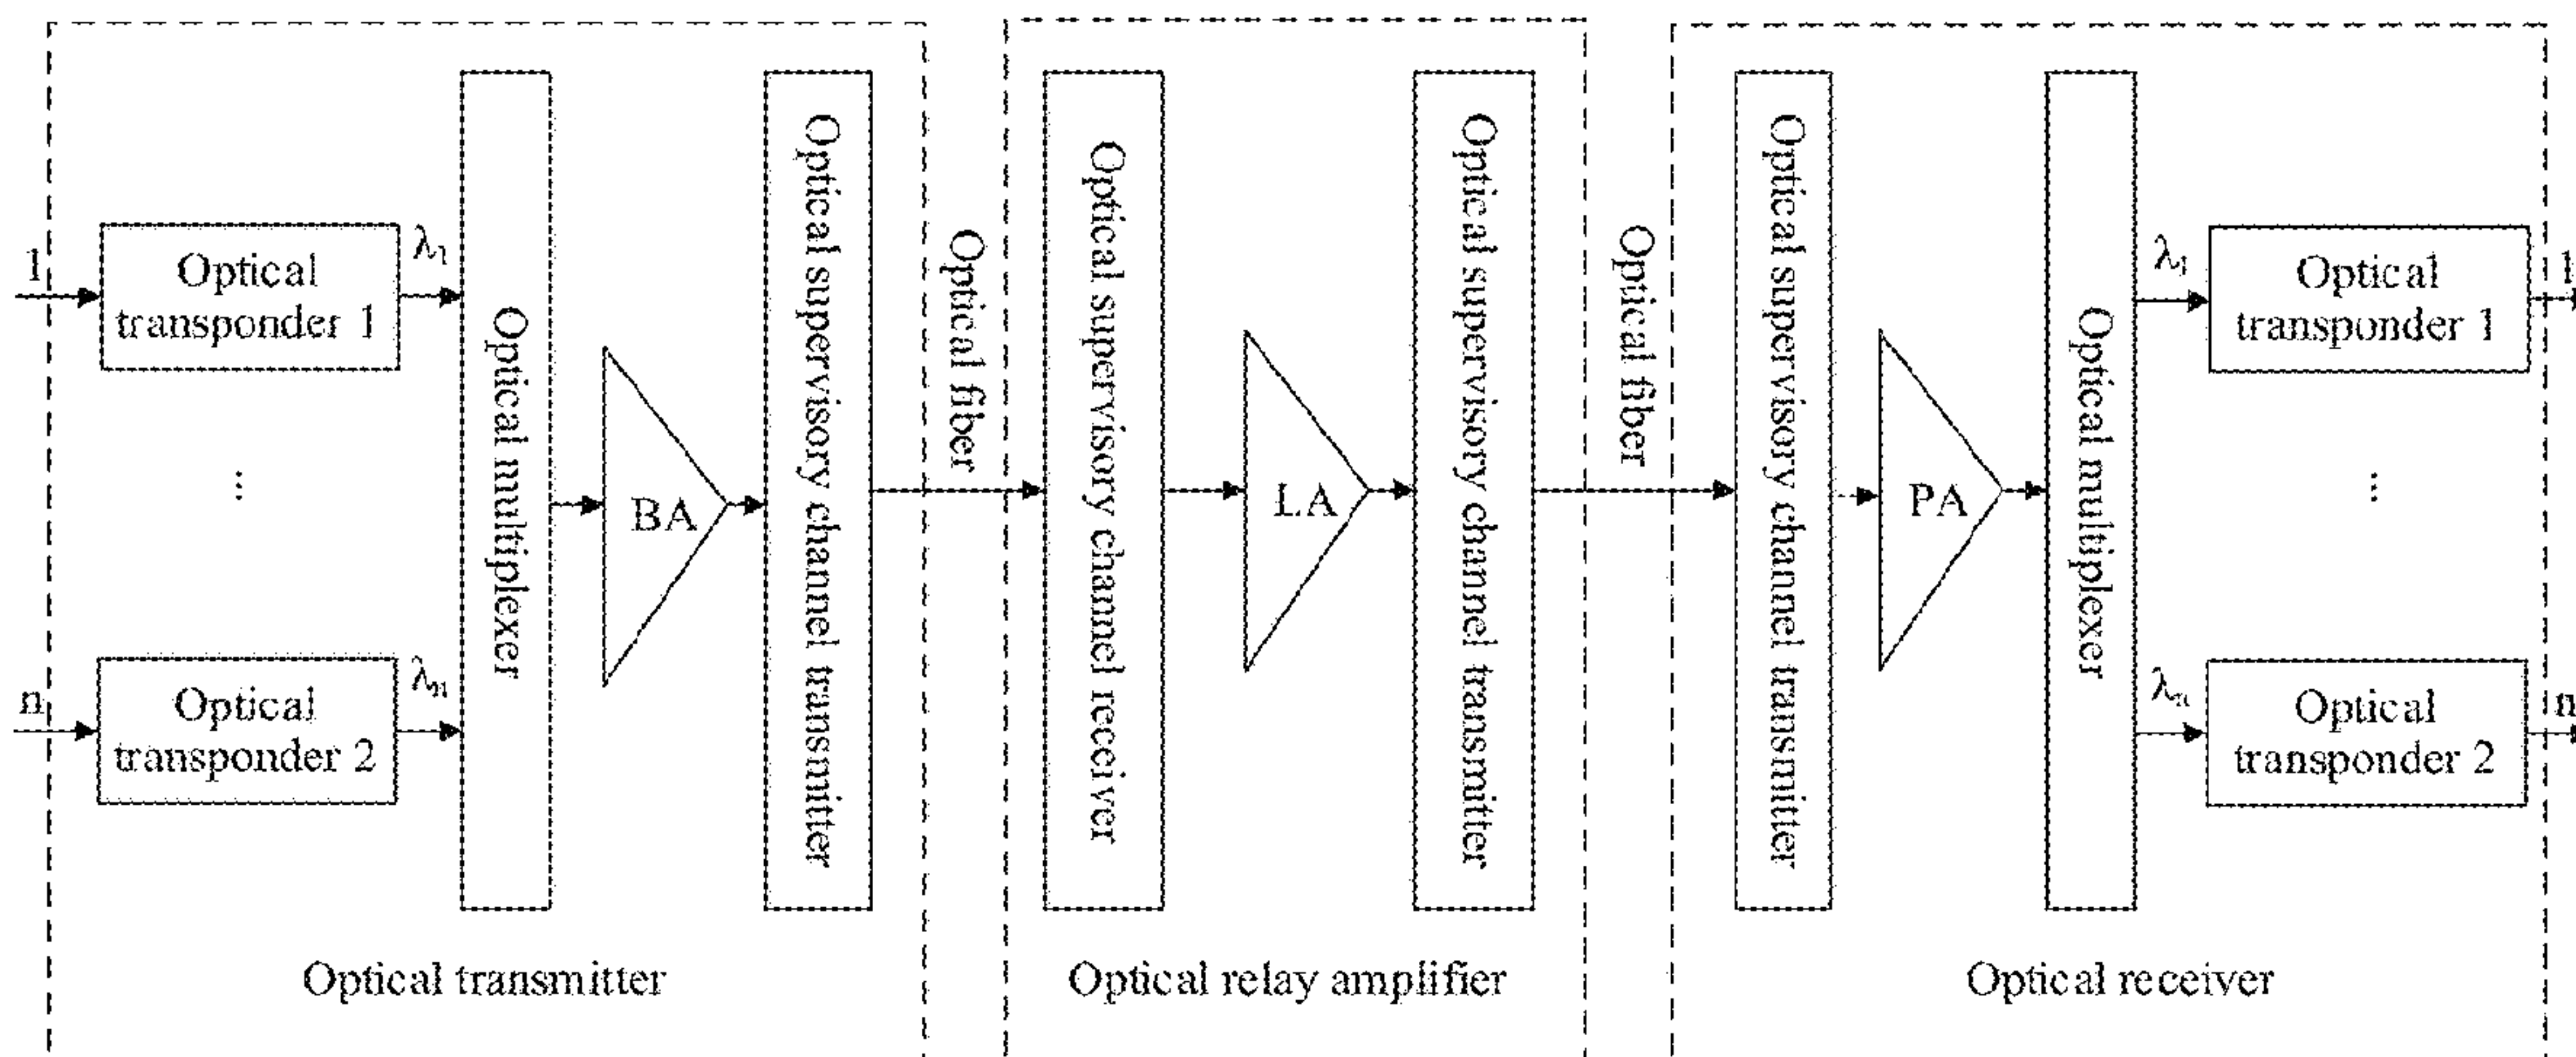 1
Optical
transponder 1
λ1
⋮
n
Optical
transponder 2
λn
Optical multiplexer
BA
Optical supervisory channel transmitter
Optical transmitter
Optical fiber
Optical supervisory channel receiver
LA
Optical supervisory channel transmitter
Optical relay amplifier
Optical fiber
Optical supervisory channel transmitter
PA
Optical multiplexer
λ1
Optical
transponder 1
1
⋮
λn
Optical
transponder 2
n
Optical receiver